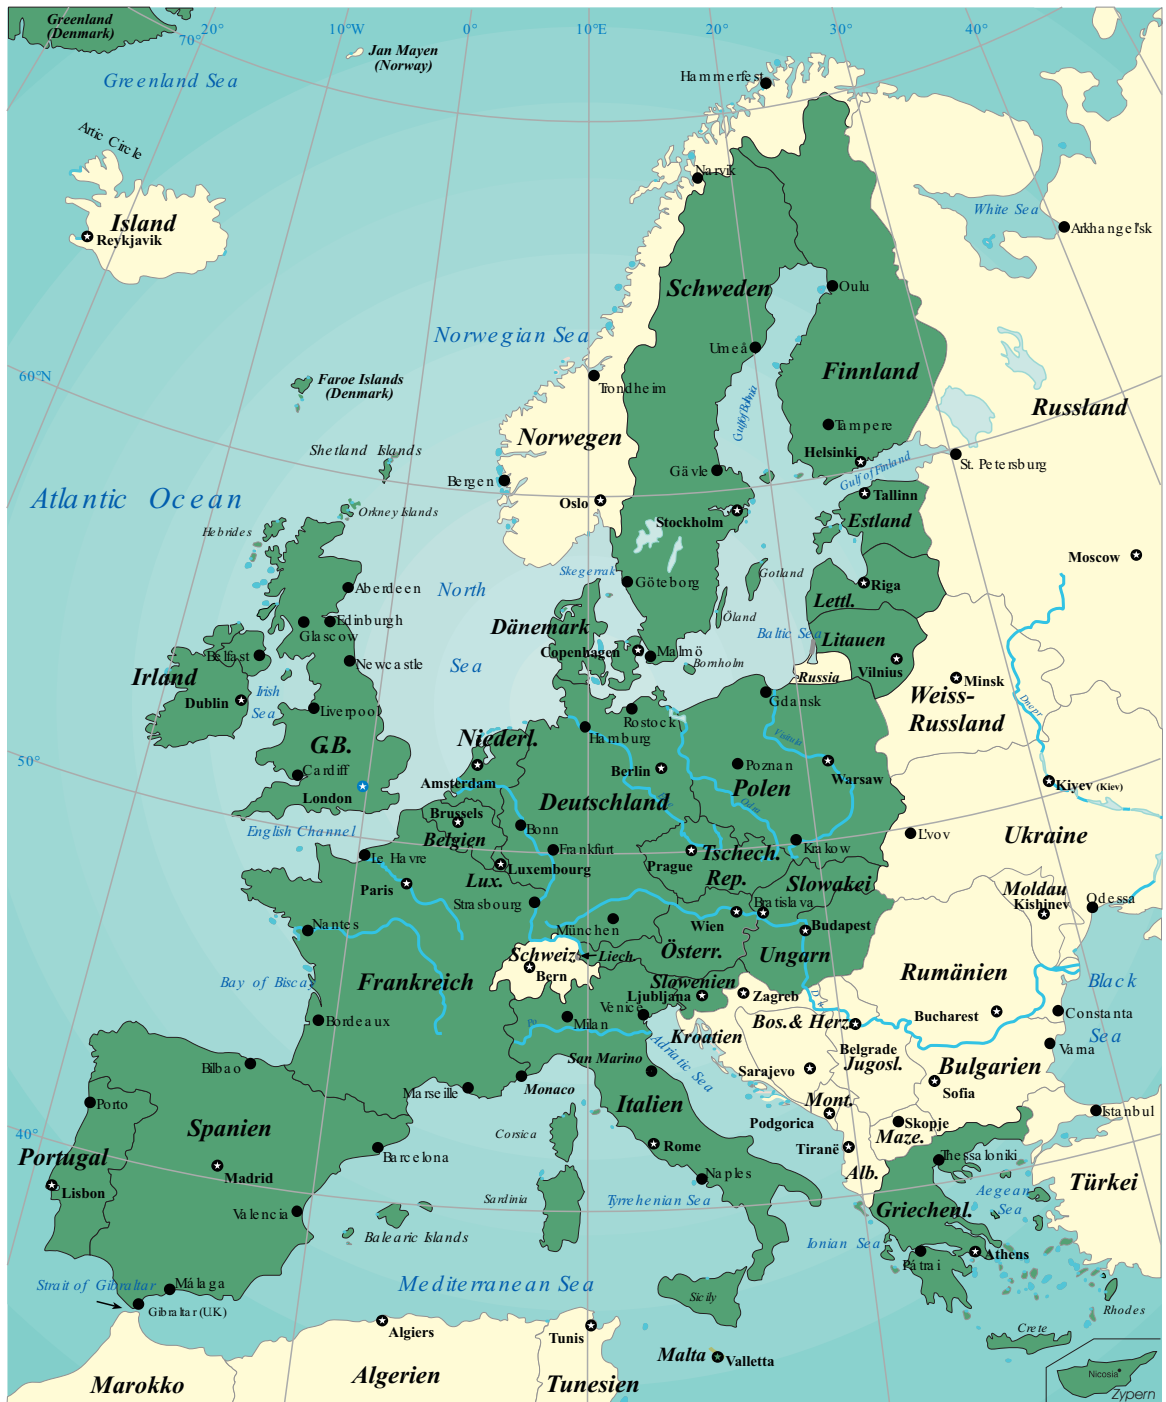 Greenland
(Denmark)
20°
10°W
0°
10°E
20°
30°
40°
70°
Jan Mayen
(Norway)
Greenland Sea
Hammerfest
Artic Circle
Narvik
Island
Reykjavik
White Sea
Arkhangel'sk
Schweden
Oulu
Norwegian Sea
Umeå
60°N
Faroe Islands
(Denmark)
Finnland
Trondheim
Gulf of Bothnia
Russland
Tampere
Norwegen
Shetland Islands
Helsinki
St. Petersburg
Gävle
Gulf of Finland
Bergen
Atlantic Ocean
Oslo
Tallinn
Orkney Islands
Stockholm
Estland
Hebrides
Moscow
Skegerrak
Göteborg
Gotland
Riga
Aberdeen
North
Lettl.
Öland
Edinburgh
Glascow
Dänemark
Baltic Sea
Litauen
Copenhagen
Malmö
Belfast
Newcastle
Sea
Bornholm
Vilnius
Irland
Russia
Minsk
Irish
Sea
Dublin
Gdansk
Weiss-
Russland
Liverpool
Rostock
Dnepr
G.B.
Niederl.
Hamburg
Vistula
50°
Cardiff
Poznan
Berlin
Warsaw
Amsterdam
Kiyev (Kiev)
London
Deutschland
Polen
Odra
Brussels
English Channel
Belgien
Bonn
L'vov
Ukraine
Le Havre
Frankfurt
Krakow
Prague
Tschech.
Rep.
Luxembourg
Lux.
Paris
Slowakei
Moldau
Kishinev
Odessa
Strasbourg
Bratislava
Nantes
München
Wien
Budapest
Schweiz
Liech.
Österr.
Ungarn
Bern
Rumänien
Frankreich
Bay of Biscay
Slowenien
Ljubljana
Zagreb
Black
Venice
Bucharest
Constanta
Bordeaux
Po
Milan
Bos.& Herz.
Kroatien
Sea
Belgrade
Varna
Adriatic Sea
Jugosl.
San Marino
Bulgarien
Bilbao
Sarajevo
Monaco
Marseille
Sofia
Porto
Mont.
Italien
Istanbul
Podgorica
Skopje
Spanien
Corsica
Maze.
40°
Rome
Tiranë
Portugal
Barcelona
Thessaloniki
Madrid
Alb.
Naples
Türkei
Lisbon
Aegean
Sea
Sardinia
Tyrrehenian Sea
Valencia
Griecheul.
Balearic Islands
Ionian Sea
Athens
Pátrai
Strait of Gibraltar
Málaga
Mediterranean Sea
Sicily
Gibraltar (U.K.)
Rhodes
Crete
Algiers
Tunis
Malta
Valletta
Algerien
Nicosia
Marokko
Tunesien
Zypern